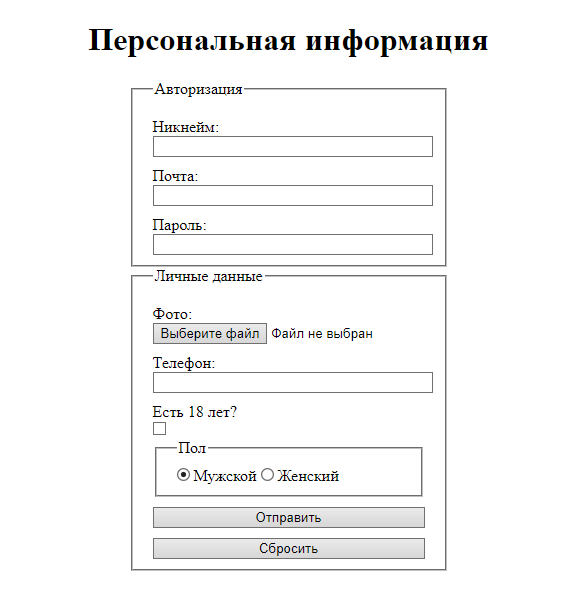 Персональная информация
Авторизация
Никнейм:
Почта:
Пароль:
Личные данные
Фото:
Выберите файл Файл не выбран
Телефон:
Есть 18 лет?
Пол
Мужской Женский
Отправить
Сбросить